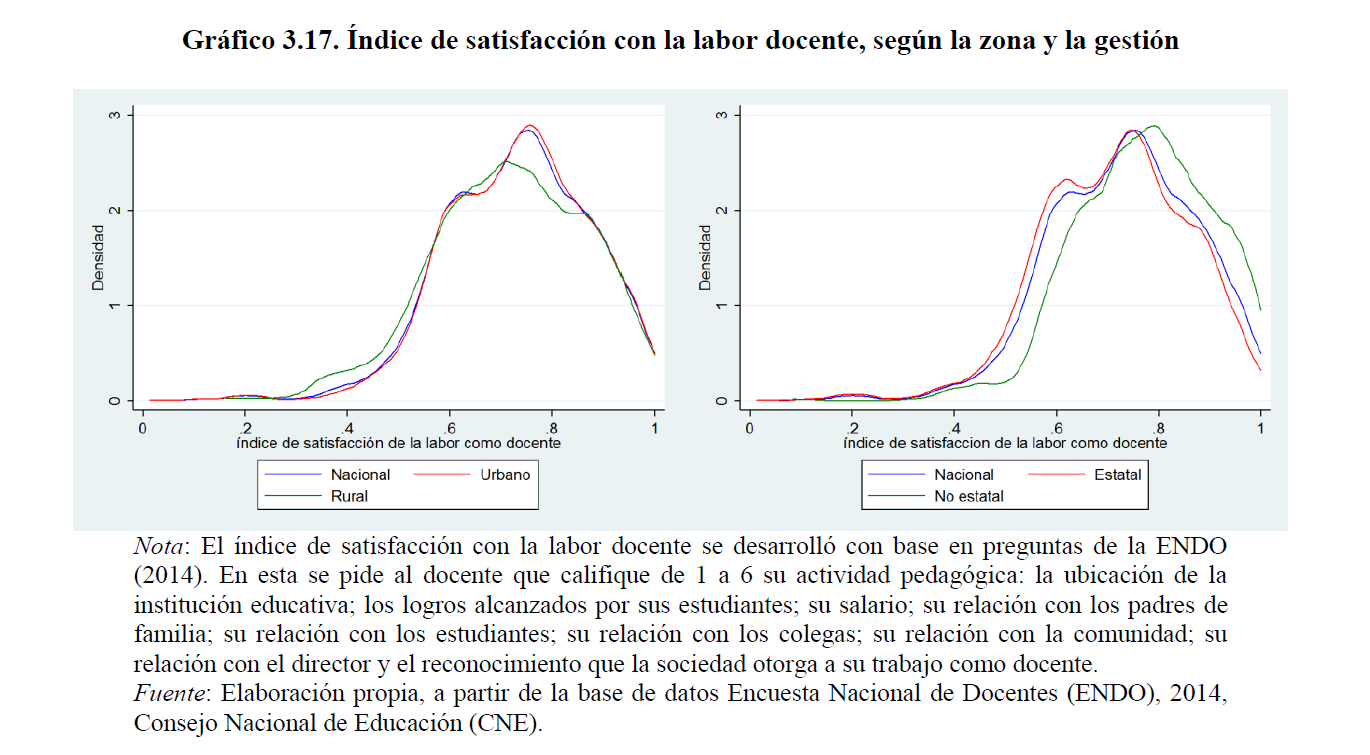 Gráfico 3.17. Índice de satisfacción con la labor docente, según la zona y la gestión
Densidad
3
2
1
0
0 .2 .4 .6 .8 1
índice de satisfacción de la labor como docente
Nacional Urbano
Rural
Densidad
3
2
1
0
0 .2 .4 .6 .8 1
índice de satisfaccion de la labor como docente
Nacional Estatal
No estatal
Nota: El índice de satisfacción con la labor docente se desarrolló con base en preguntas de la ENDO
(2014). En esta se pide al docente que califique de 1 a 6 su actividad pedagógica: la ubicación de la
institución educativa; los logros alcanzados por sus estudiantes; su salario; su relación con los padres de
familia; su relación con los estudiantes; su relación con los colegas; su relación con la comunidad; su
relación con el director y el reconocimiento que la sociedad otorga a su trabajo como docente.
Fuente: Elaboración propia, a partir de la base de datos Encuesta Nacional de Docentes (ENDO), 2014,
Consejo Nacional de Educación (CNE).